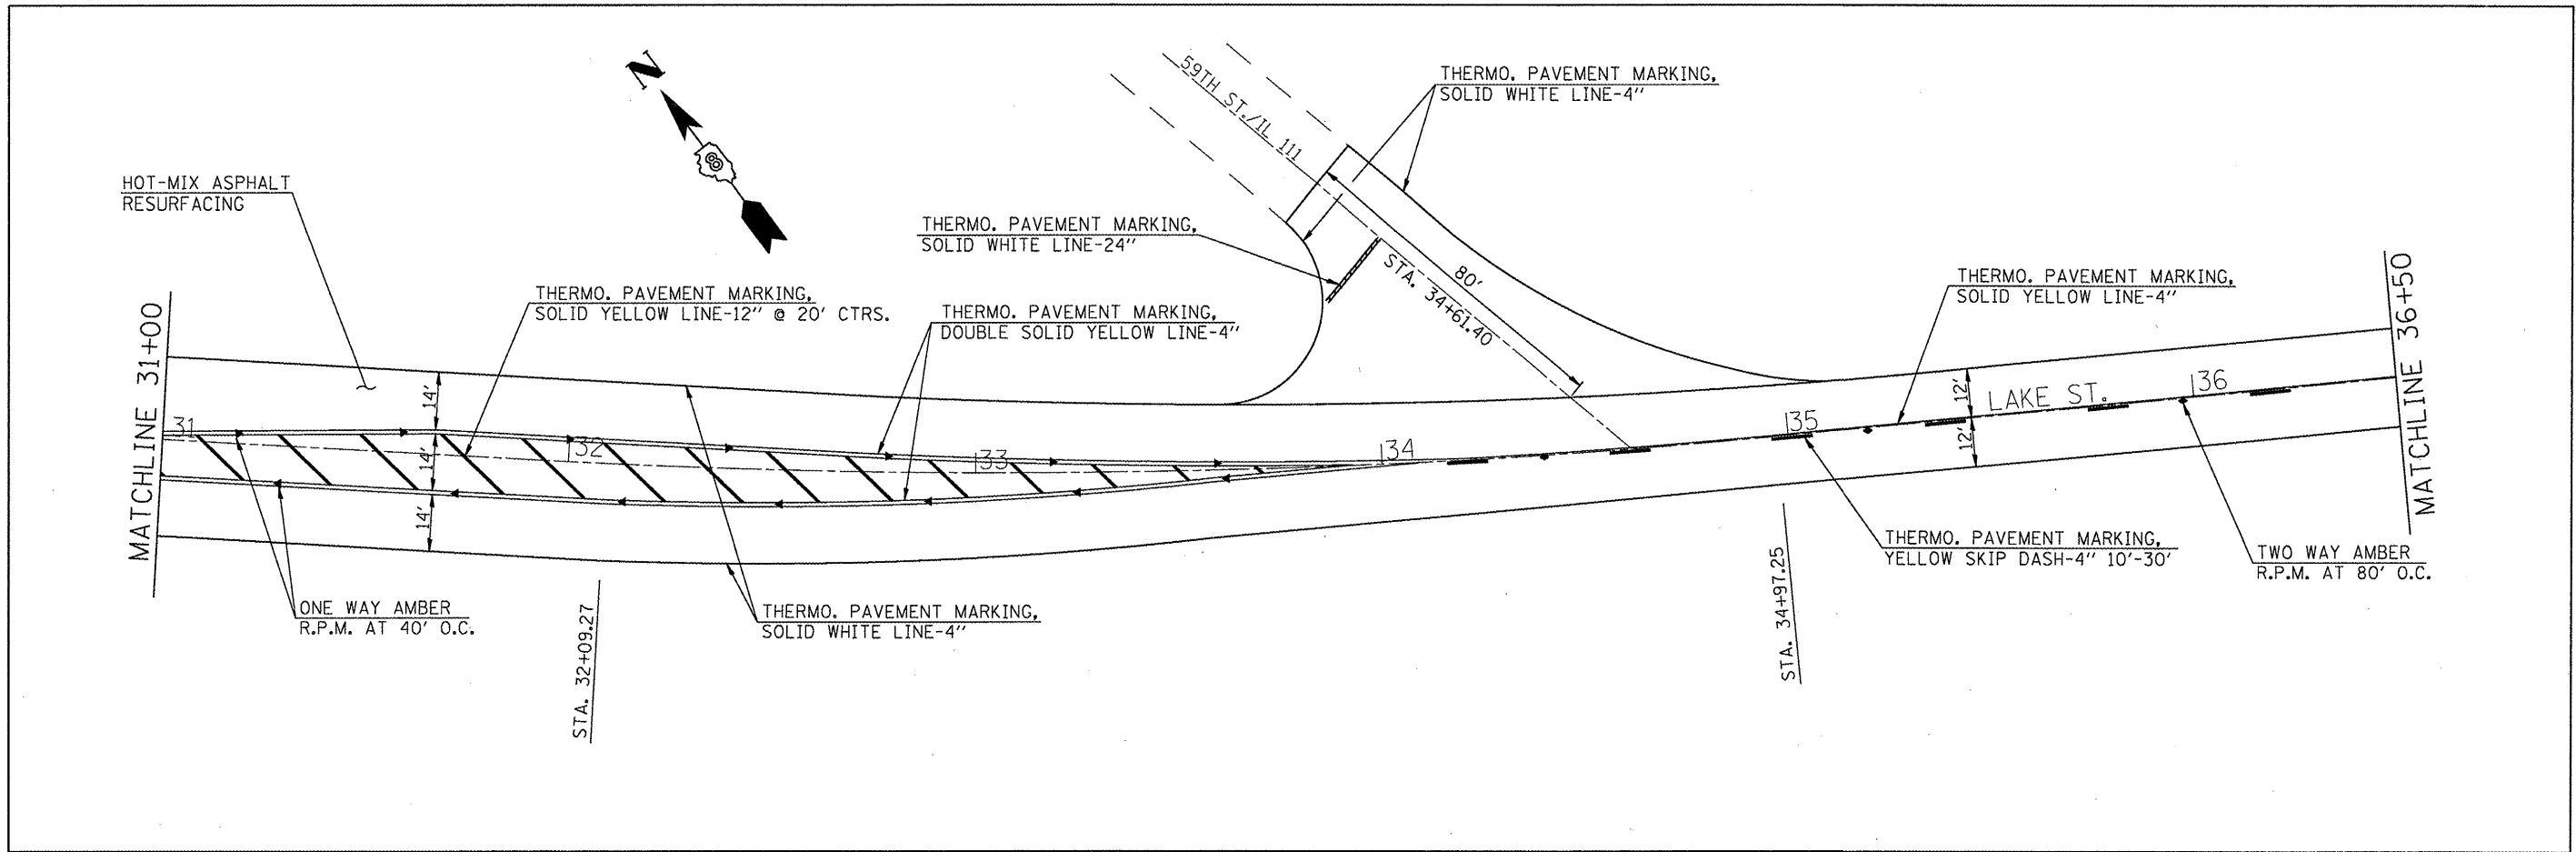 N
8
59TH ST./IL 111
THERMO. PAVEMENT MARKING,
SOLID WHITE LINE-4"
HOT-MIX ASPHALT
RESURFACING
THERMO. PAVEMENT MARKING,
SOLID WHITE LINE-24"
80'
STA. 34+61.40
THERMO. PAVEMENT MARKING,
SOLID YELLOW LINE-12" @ 20' CTRS.
THERMO. PAVEMENT MARKING,
DOUBLE SOLID YELLOW LINE-4"
THERMO. PAVEMENT MARKING,
SOLID YELLOW LINE-4"
MATCHLINE 31+00
MATCHLINE 36+50
14'
14'
14'
12'
12'
LAKE ST.
31
32
33
34
35
36
ONE WAY AMBER
R.P.M. AT 40' O.C.
STA. 32+09.27
THERMO. PAVEMENT MARKING,
SOLID WHITE LINE-4"
STA. 34+97.25
THERMO. PAVEMENT MARKING,
YELLOW SKIP DASH-4" 10'-30'
TWO WAY AMBER
R.P.M. AT 80' O.C.